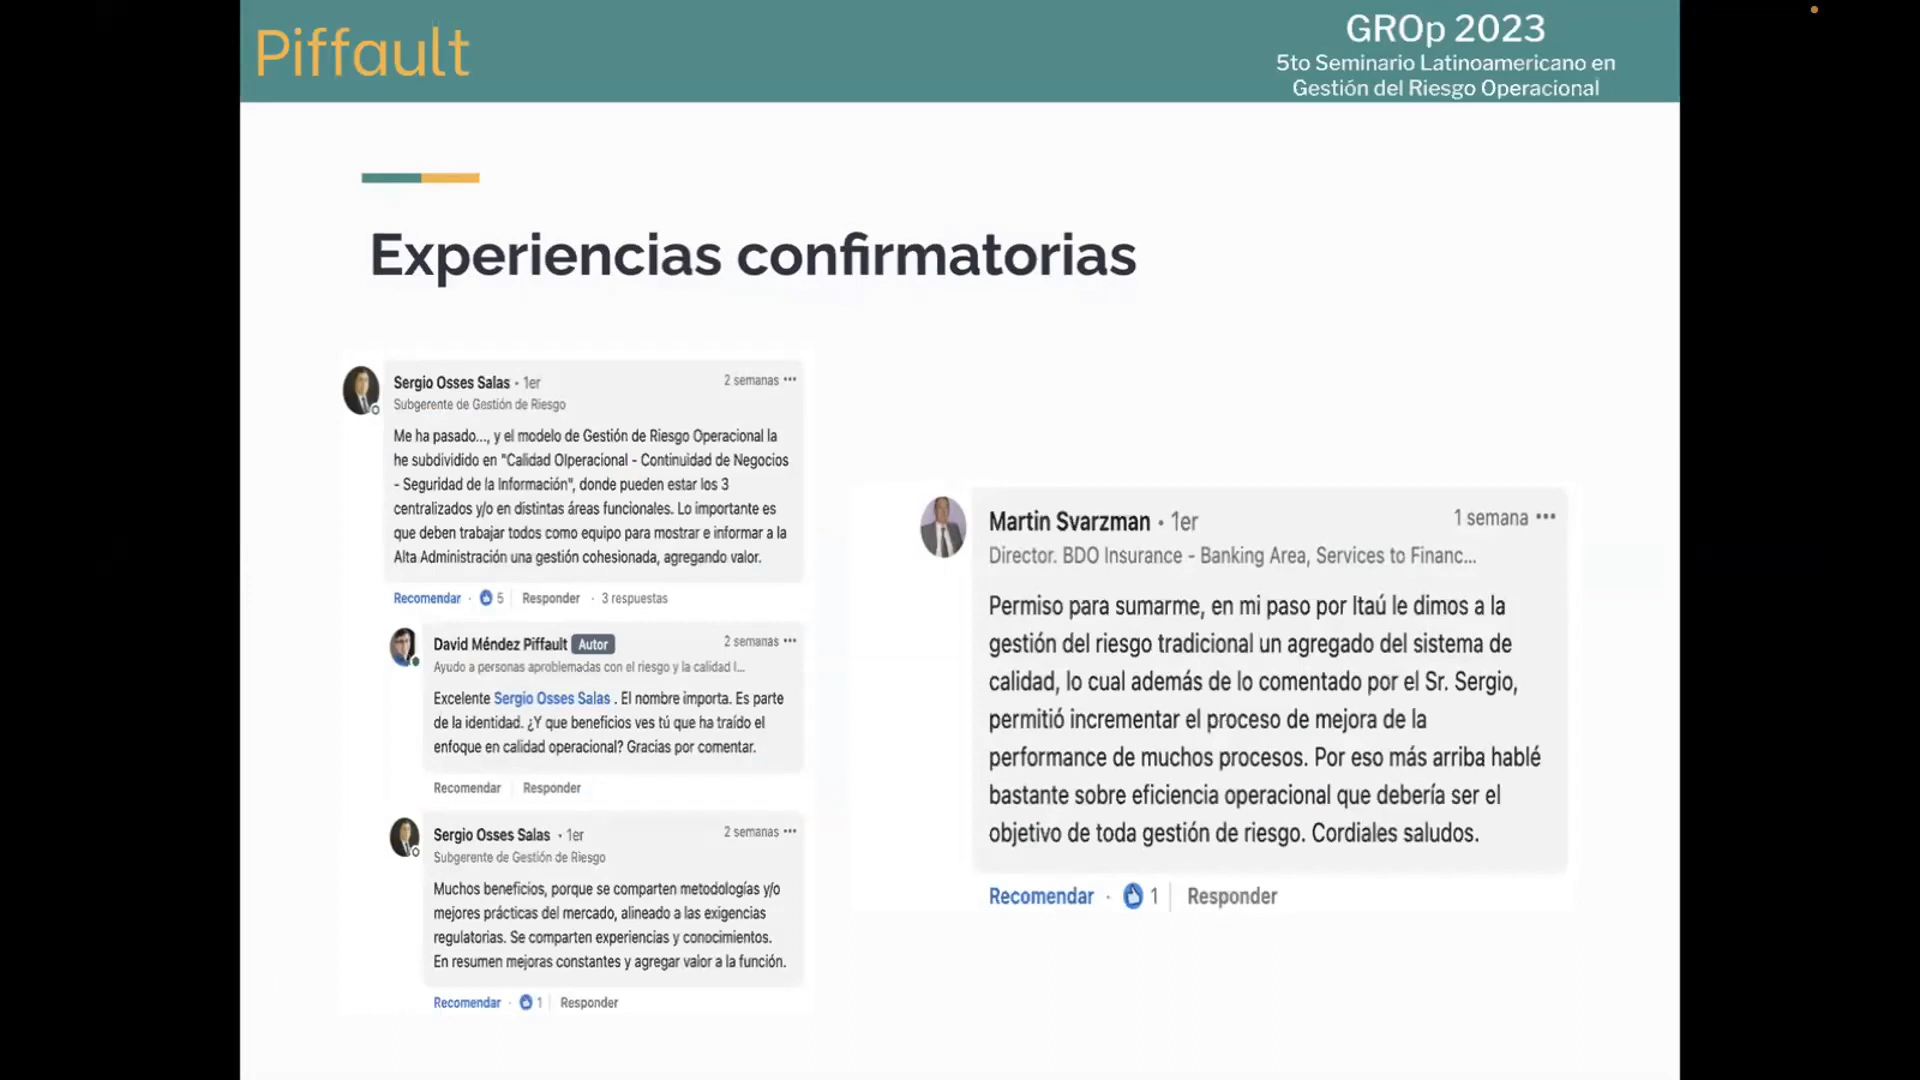 Piffault
GROp 2023
5to Seminario Latinoamericano en
Gestión del Riesgo Operacional
Experiencias confirmatorias
Sergio Osses Salas • 1er
2 semanas •••
Subgerente de Gestión de Riesgo
Me ha pasado..., y el modelo de Gestión de Riesgo Operacional la
he subdividido en "Calidad Olperacional - Continuidad de Negocios
- Seguridad de la Información", donde pueden estar los 3
centralizados y/o en distintas áreas funcionales. Lo importante es
que deben trabajar todos como equipo para mostrar e informar a la
Alta Administración una gestión cohesionada, agregando valor.
Recomendar · 5 | Responder · 3 respuestas
David Méndez Piffault Autor
2 semanas •••
Ayudo a personas aproblemadas con el riesgo y la calidad l...
Excelente Sergio Osses Salas . El nombre importa. Es parte
de la identidad. ¿Y que beneficios ves tú que ha traído el
enfoque en calidad operacional? Gracias por comentar.
Recomendar | Responder
Sergio Osses Salas • 1er
2 semanas •••
Subgerente de Gestión de Riesgo
Muchos beneficios, porque se comparten metodologías y/o
mejores prácticas del mercado, alineado a las exigencias
regulatorias. Se comparten experiencias y conocimientos.
En resumen mejoras constantes y agregar valor a la función.
Recomendar · 1 | Responder
Martin Svarzman • 1er
1 semana •••
Director. BDO Insurance - Banking Area, Services to Financ...
Permiso para sumarme, en mi paso por Itaú le dimos a la
gestión del riesgo tradicional un agregado del sistema de
calidad, lo cual además de lo comentado por el Sr. Sergio,
permitió incrementar el proceso de mejora de la
performance de muchos procesos. Por eso más arriba hablé
bastante sobre eficiencia operacional que debería ser el
objetivo de toda gestión de riesgo. Cordiales saludos.
Recomendar · 1 | Responder